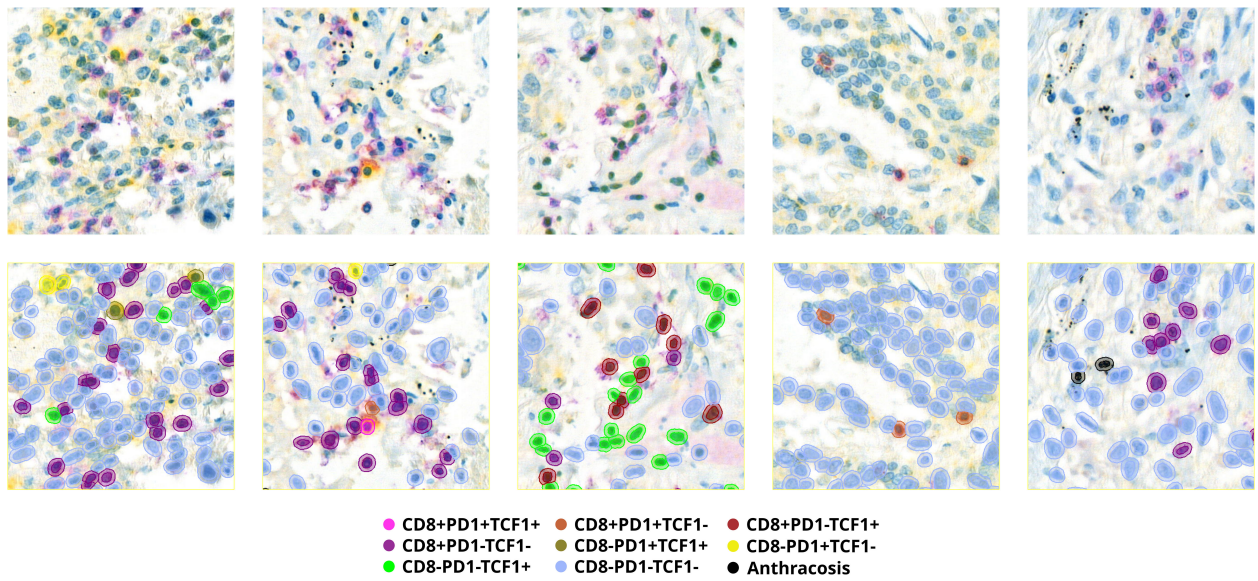 CD8+PD1+TCF1+ CD8+PD1+TCF1- CD8+PD1-TCF1+
CD8+PD1-TCF1- CD8-PD1+TCF1+ CD8-PD1+TCF1-
CD8-PD1-TCF1+ CD8-PD1-TCF1- Anthracosis